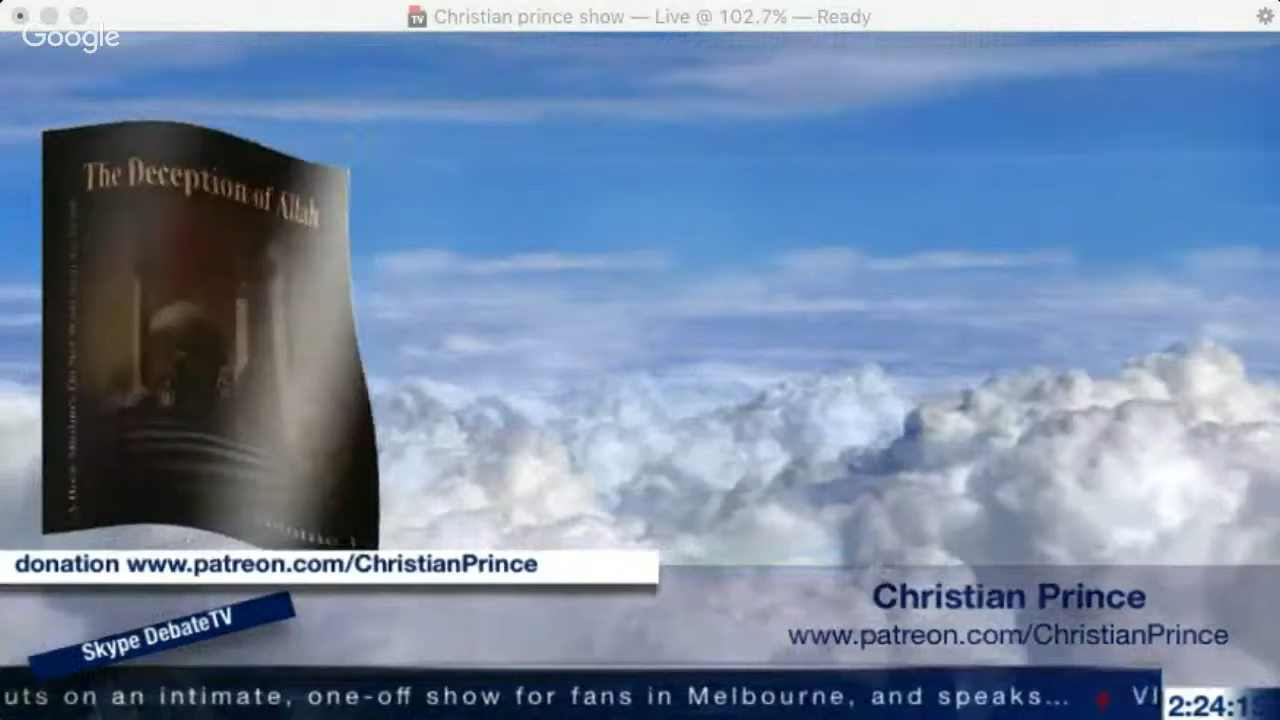 Christian prince show — Live @ 102.7% — Ready
Google
The Deception of Allah
donation www.patreon.com/ChristianPrince
Christian Prince
www.patreon.com/ChristianPrince
Skype DebateTV
uts on an intimate, one-off show for fans in Melbourne, and speaks... VI
2:24:1